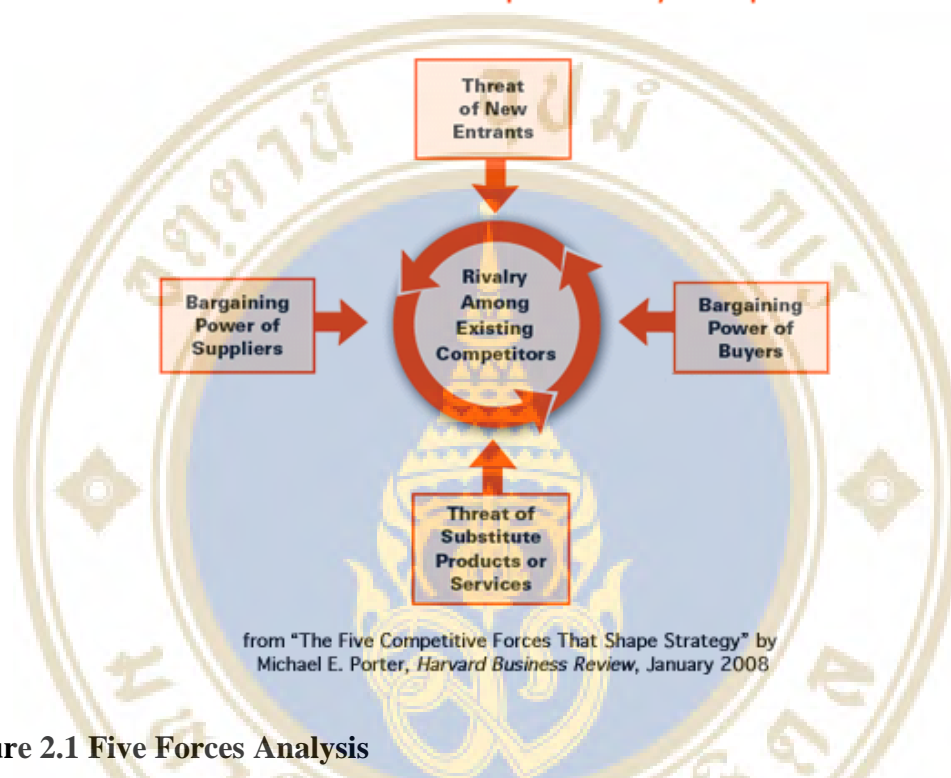 Threat
of New
Entrants
Bargaining
Power of
Suppliers
Rivalry
Among
Existing
Competitors
Bargaining
Power of
Buyers
Threat of
Substitute
Products or
Services
from "The Five Competitive Forces That Shape Strategy" by
Michael E. Porter, Harvard Business Review, January 2008
ure 2.1 Five Forces Analysis